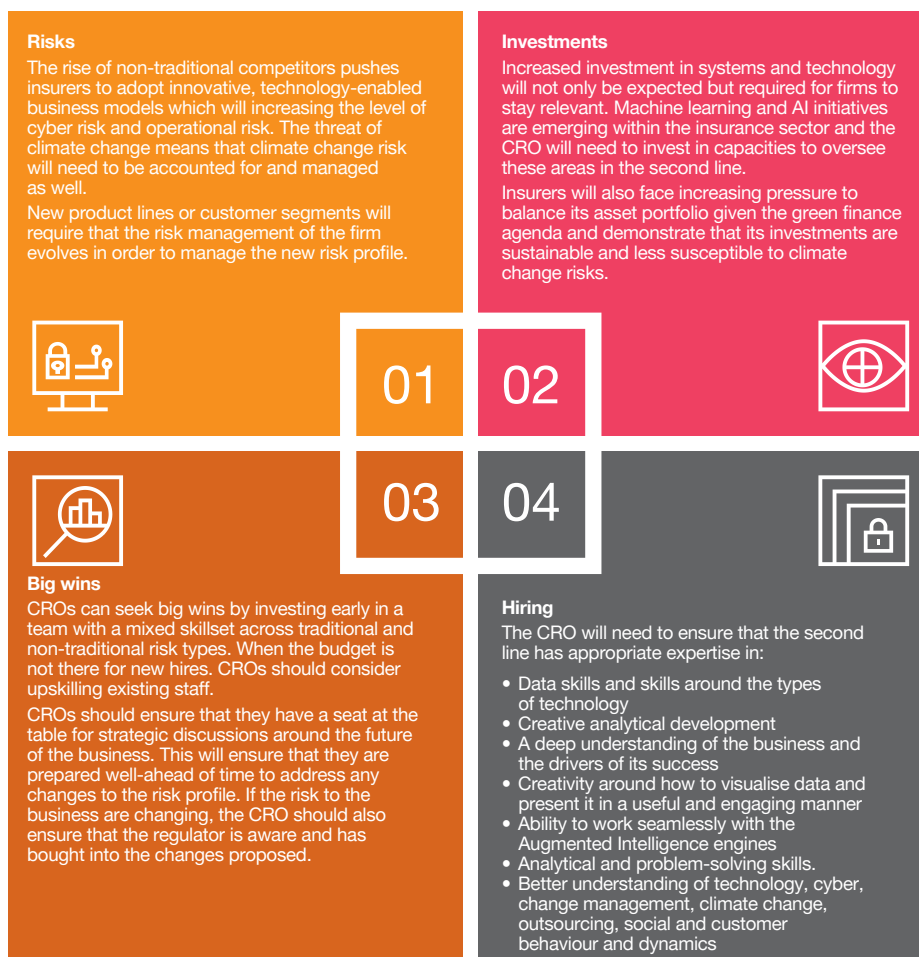 Risks
The rise of non-traditional competitors pushes
insurers to adopt innovative, technology-enabled
business models which will increasing the level of
cyber risk and operational risk. The threat of
climate change means that climate change risk
will need to be accounted for and managed
as well.
New product lines or customer segments will
require that the risk management of the firm
evolves in order to manage the new risk profile.
01
Investments
Increased investment in systems and technology
will not only be expected but required for firms to
stay relevant. Machine learning and AI initiatives
are emerging within the insurance sector and the
CRO will need to invest in capacities to oversee
these areas in the second line.
Insurers will also face increasing pressure to
balance its asset portfolio given the green finance
agenda and demonstrate that its investments are
sustainable and less susceptible to climate
change risks.
02
03
Big wins
CROs can seek big wins by investing early in a
team with a mixed skillset across traditional and
non-traditional risk types. When the budget is
not there for new hires. CROs should consider
upskilling existing staff.
CROs should ensure that they have a seat at the
table for strategic discussions around the future
of the business. This will ensure that they are
prepared well-ahead of time to address any
changes to the risk profile. If the risk to the
business are changing, the CRO should also
ensure that the regulator is aware and has
bought into the changes proposed.
04
Hiring
The CRO will need to ensure that the second
line has appropriate expertise in:
• Data skills and skills around the types
of technology
• Creative analytical development
• A deep understanding of the business and
the drivers of its success
• Creativity around how to visualise data and
present it in a useful and engaging manner
• Ability to work seamlessly with the
Augmented Intelligence engines
• Analytical and problem-solving skills.
• Better understanding of technology, cyber,
change management, climate change,
outsourcing, social and customer
behaviour and dynamics